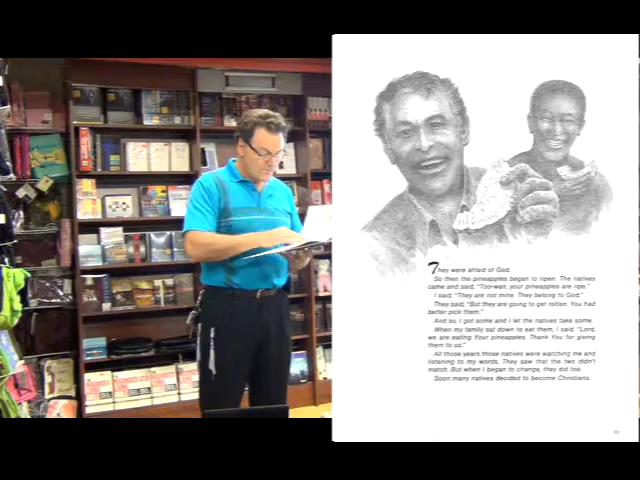 They were afraid of God.
So then the pineapples began to ripen. The natives
came and said, "Too-wan, your pineapples are ripe."
I said, "They are not mine. They belong to God."
They said, "But they are going to get rotten. You had
better pick them."
And so, I got some and I let the natives take some.
When my family sat down to eat them, I said, "Lord,
we are eating Your pineapples. Thank You for giving
them to us."
All those years those natives were watching me and
listening to my words. They saw that the two didn't
match. But when I began to change, they did too.
Soon many natives decided to become Christians.